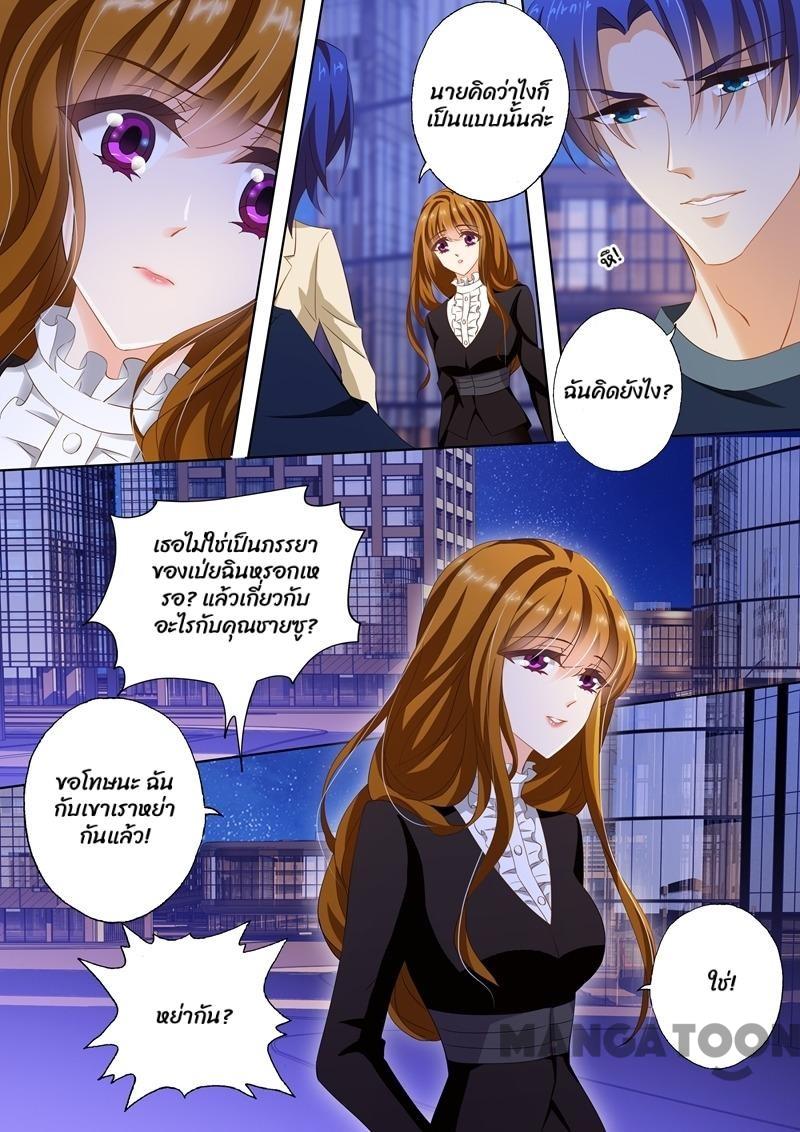 นายคิดว่าไงก็
เป็นแบบนั้นล่ะ
หึ!
ฉันคิดยังไง?
เธอไม่ใช่เป็นภรรยา
ของเป่ยฉินหรอกเห
รอ? แล้วเกี่ยวกับ
อะไรกับคุณชายซู?
ขอโทษนะ ฉัน
กับเขาเราหย่า
กันแล้ว!
หย่ากัน?
ใช่!
MANGATOON